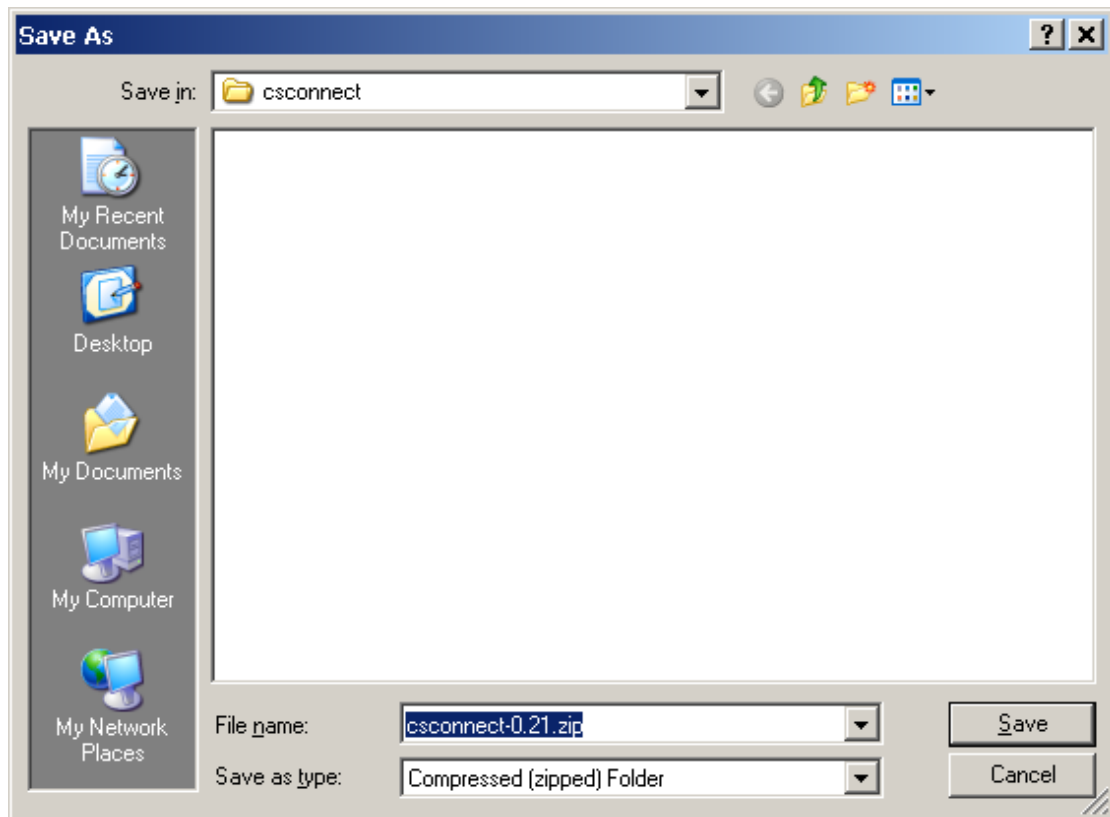 Save As
Save in:
csconnect
My Recent
Documents
Desktop
My Documents
My Computer
My Network
Places
File name:
csconnect-0.21.zip
Save
Save as type:
Compressed (zipped) Folder
Cancel